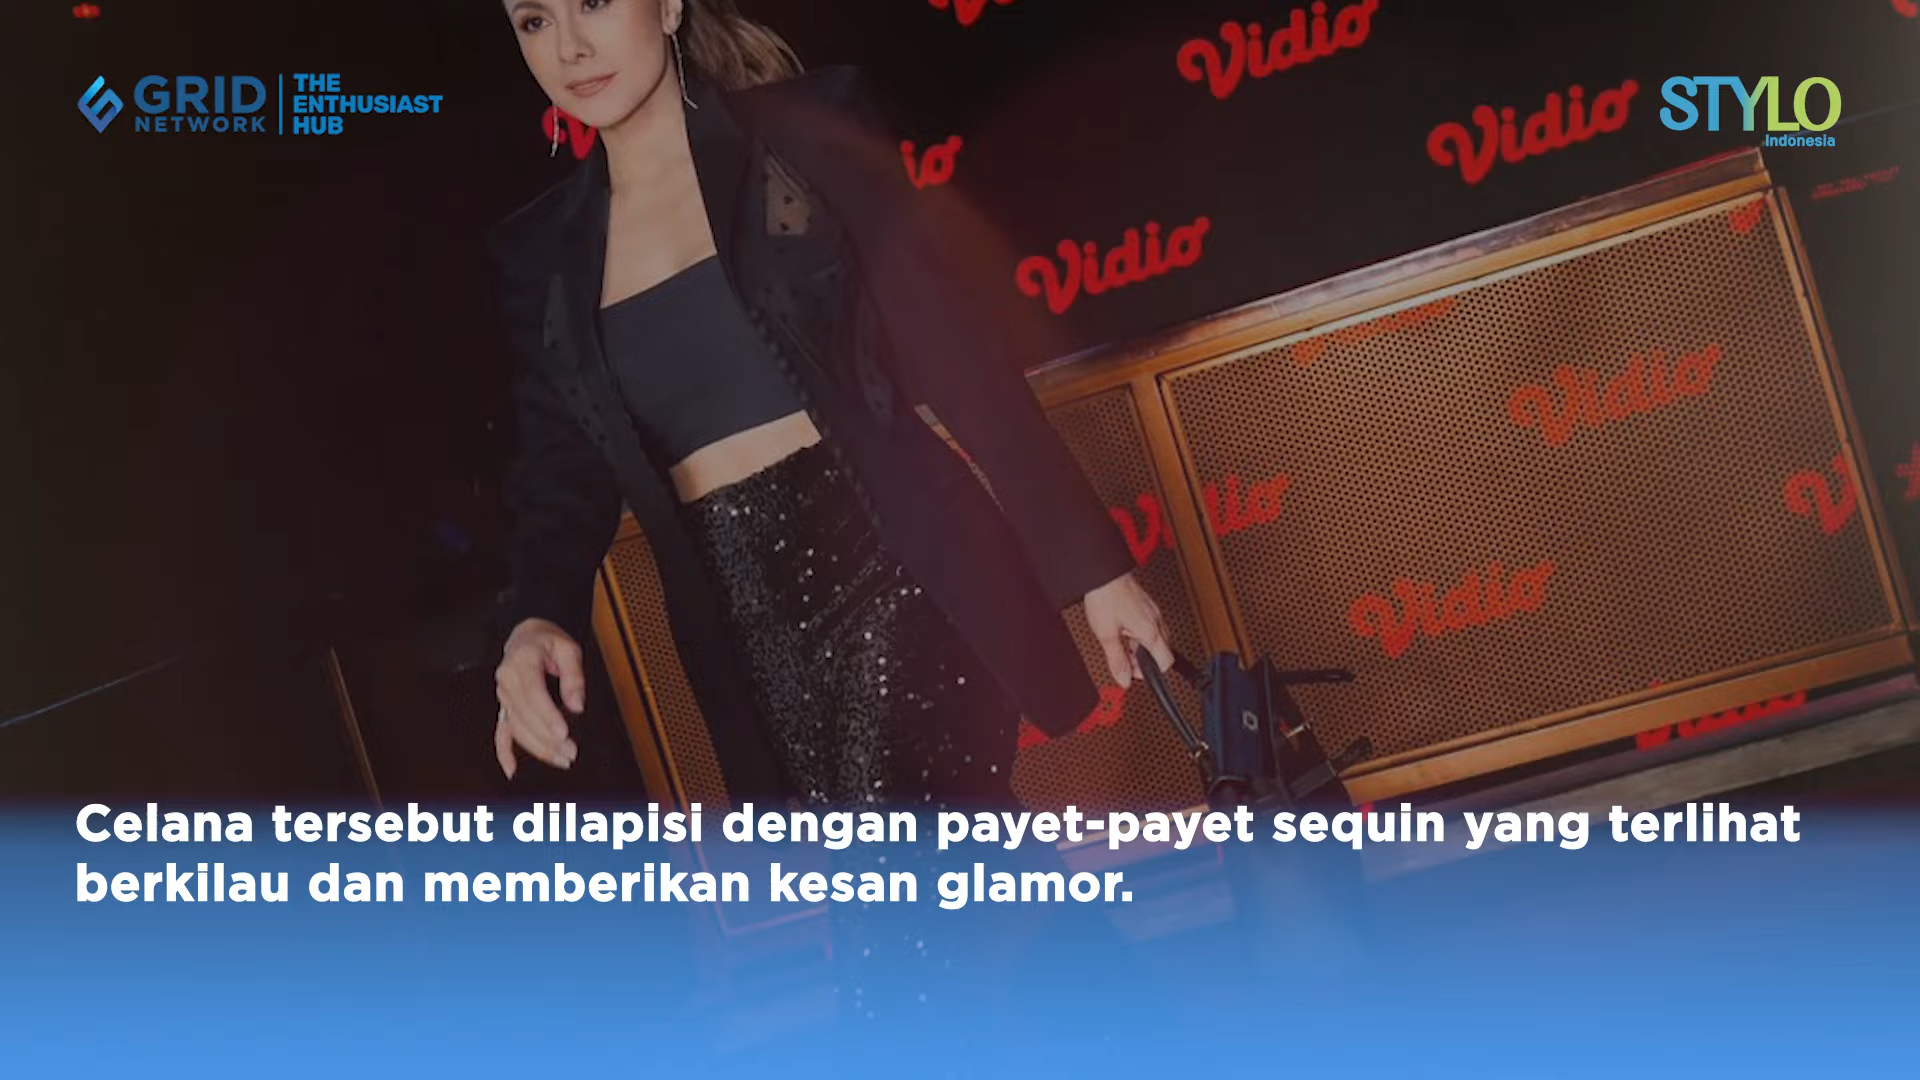 GRID
NETWORK
THE
ENTHUSIAST
HUB
STYLO
Indonesia
Vidio
Vidio
Vidio
Vidio
Vidio
Vidio
Celana tersebut dilapisi dengan payet-payet sequin yang terlihat
berkilau dan memberikan kesan glamor.